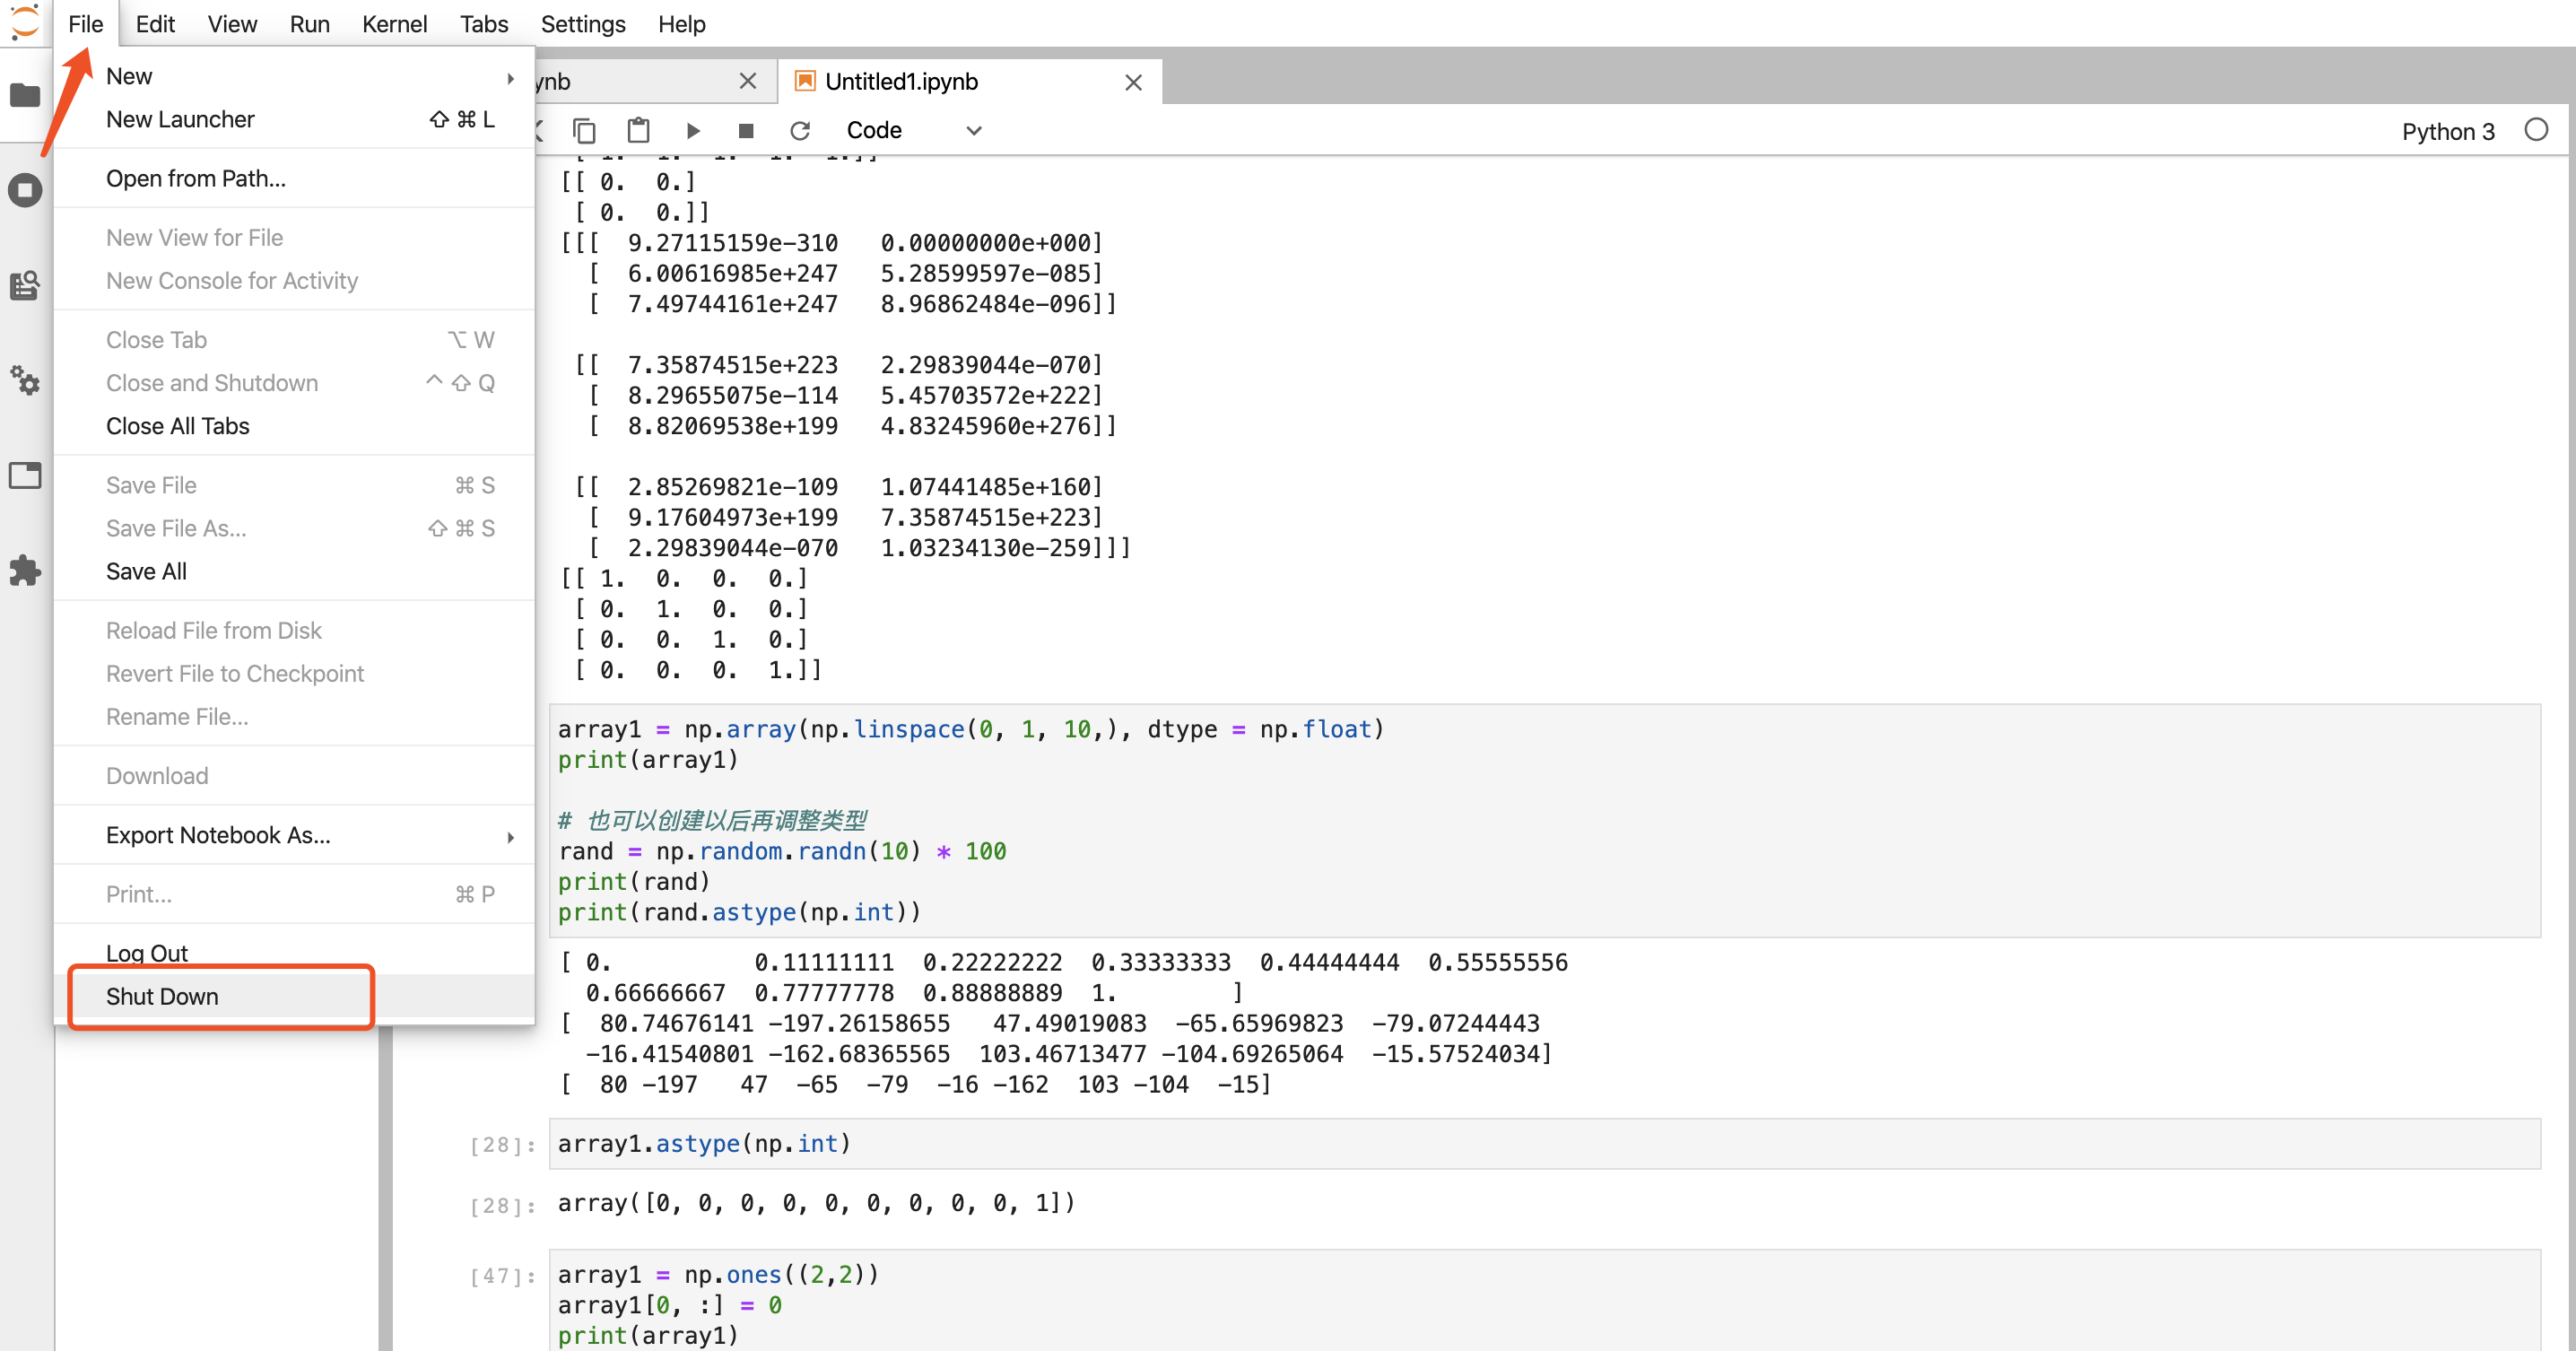 File Edit View Run Kernel Tabs Settings Help
New
New Launcher ⇧ ⌘ L
Open from Path...
New View for File
New Console for Activity
Close Tab ⌥ W
Close and Shutdown ^ ⇧ Q
Close All Tabs
Save File ⌘ S
Save File As... ⇧ ⌘ S
Save All
Reload File from Disk
Revert File to Checkpoint
Rename File...
Download
Export Notebook As...
Print... ⌘ P
Log Out
Shut Down
ynb
Untitled1.ipynb
Code
Python 3
[ 1. 1. 1. 1. 1.]]
[[ 0. 0.]
[ 0. 0.]]
[[[ 9.27115159e-310 0.00000000e+000]
[ 6.00616985e+247 5.28599597e-085]
[ 7.49744161e+247 8.96862484e-096]]
[[ 7.35874515e+223 2.29839044e-070]
[ 8.29655075e-114 5.45703572e+222]
[ 8.82069538e+199 4.83245960e+276]]
[[ 2.85269821e-109 1.07441485e+160]
[ 9.17604973e+199 7.35874515e+223]
[ 2.29839044e-070 1.03234130e-259]]]
[[ 1. 0. 0. 0.]
[ 0. 1. 0. 0.]
[ 0. 0. 1. 0.]
[ 0. 0. 0. 1.]]
array1 = np.array(np.linspace(0, 1, 10,), dtype = np.float)
print(array1)
# 也可以创建以后再调整类型
rand = np.random.randn(10) * 100
print(rand)
print(rand.astype(np.int))
[ 0. 0.11111111 0.22222222 0.33333333 0.44444444 0.55555556
0.66666667 0.77777778 0.88888889 1. ]
[ 80.74676141 -197.26158655 47.49019083 -65.65969823 -79.07244443
-16.41540801 -162.68365565 103.46713477 -104.69265064 -15.57524034]
[ 80 -197 47 -65 -79 -16 -162 103 -104 -15]
[28]: array1.astype(np.int)
[28]: array([0, 0, 0, 0, 0, 0, 0, 0, 0, 1])
[47]: array1 = np.ones((2,2))
array1[0, :] = 0
print(array1)